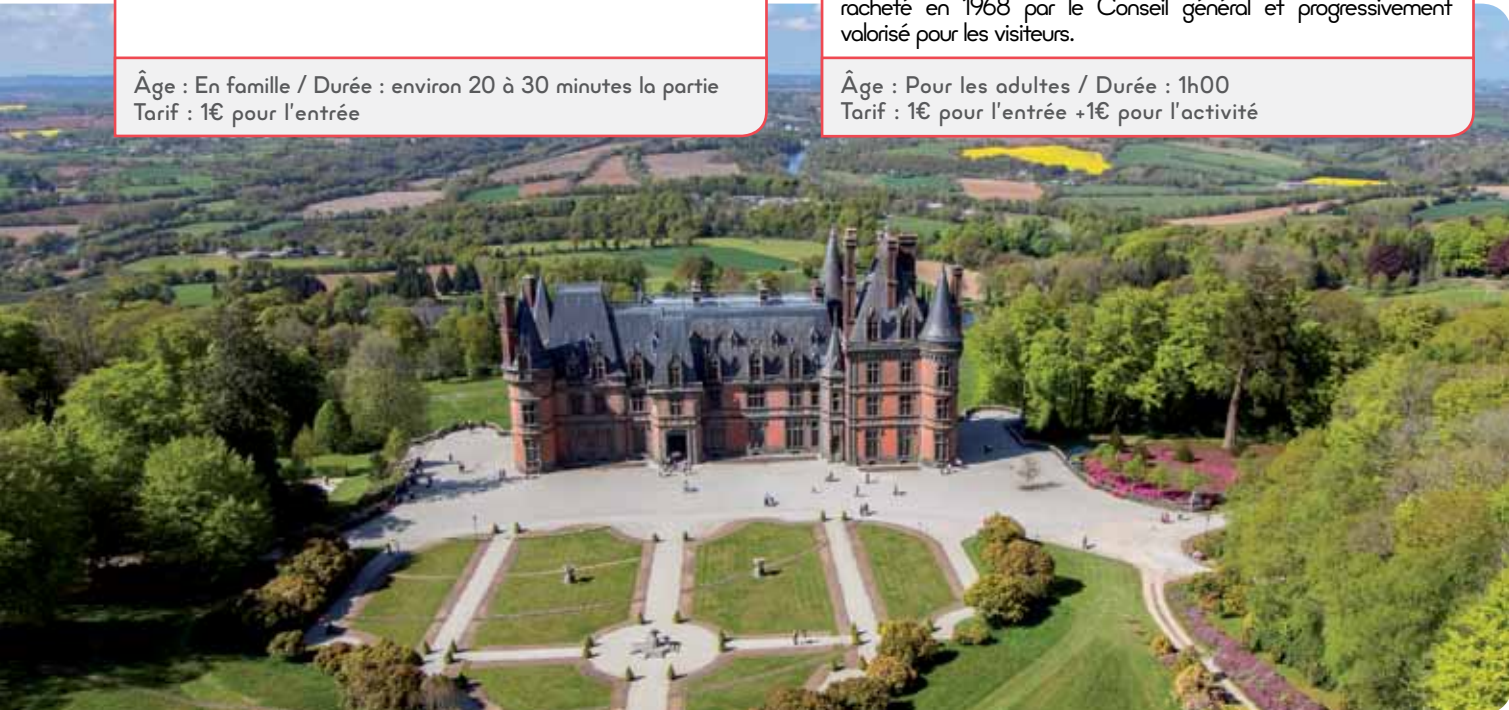 Âge : En famille / Durée : environ 20 à 30 minutes la partie
Tarif : 1€ pour l'entrée
racheté en 1968 par le Conseil général et progressivement
valorisé pour les visiteurs.
Âge : Pour les adultes / Durée : 1h00
Tarif : 1€ pour l'entrée +1€ pour l'activité